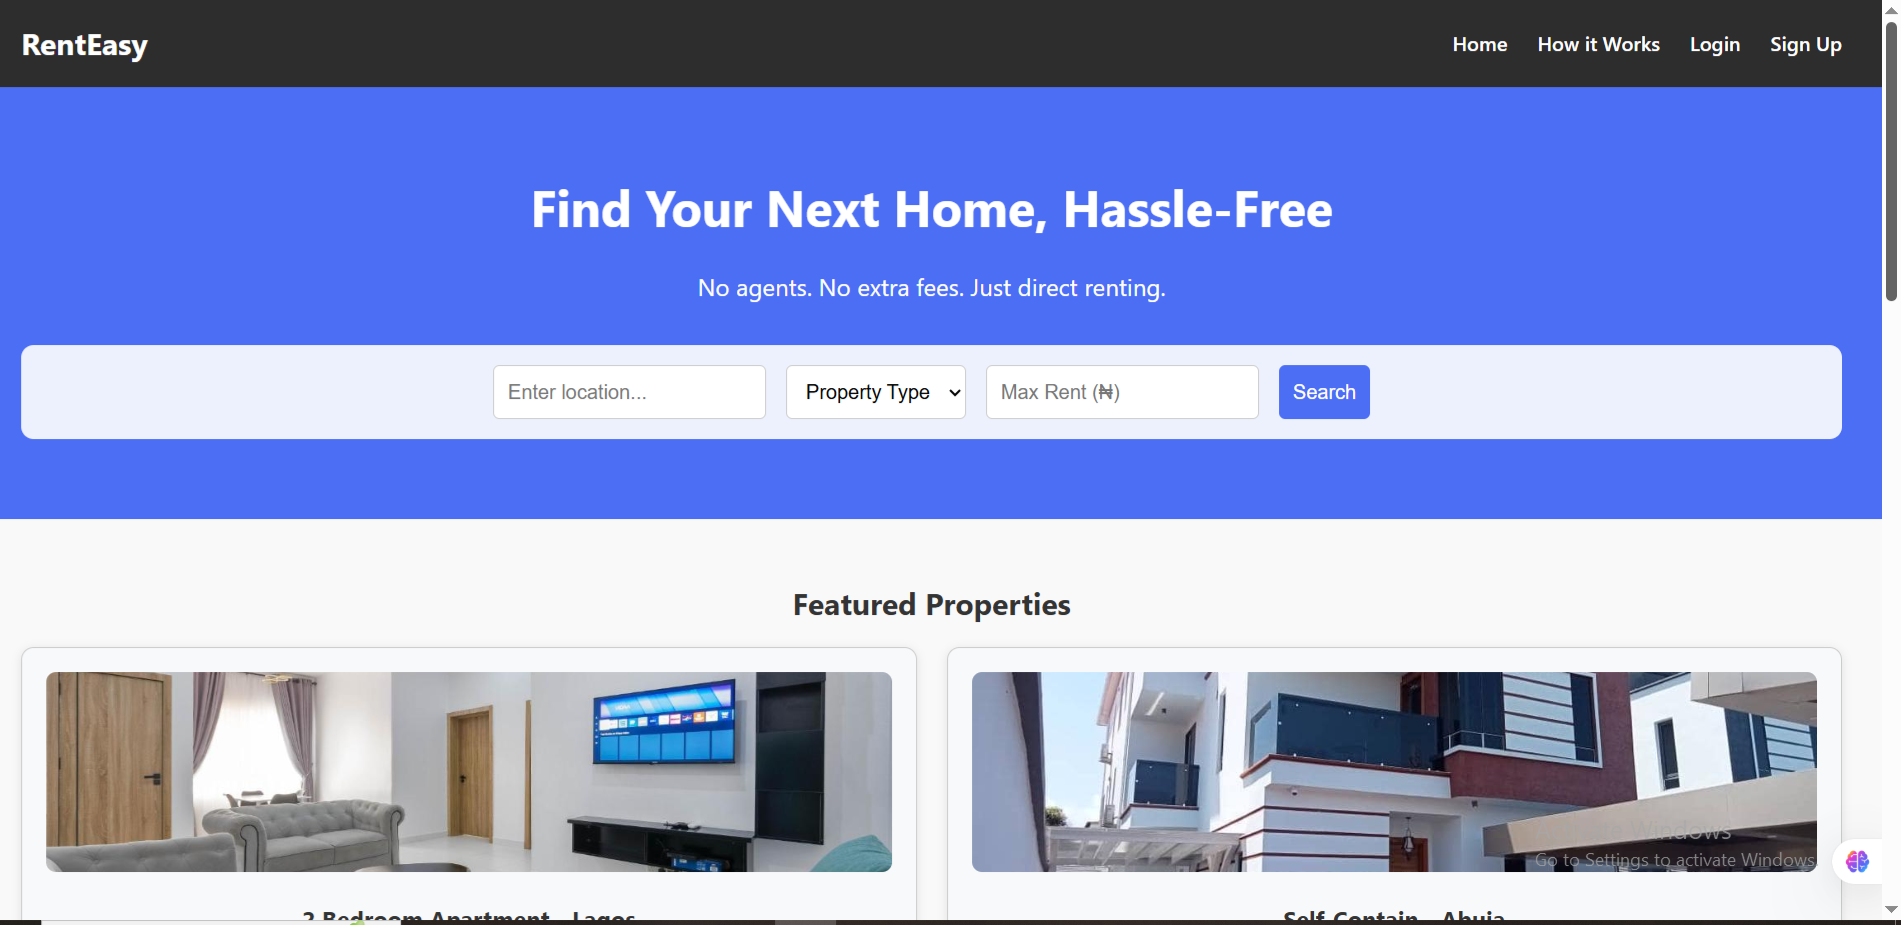 RentEasy
Home How it Works Login Sign Up
Find Your Next Home, Hassle-Free
No agents. No extra fees. Just direct renting.
Enter location... Property Type Max Rent (₦) Search
Featured Properties
Windows
Go to Settings to activate Windows.
2 Bedroom Apartment - Lagos
Self-Contain - Abuja